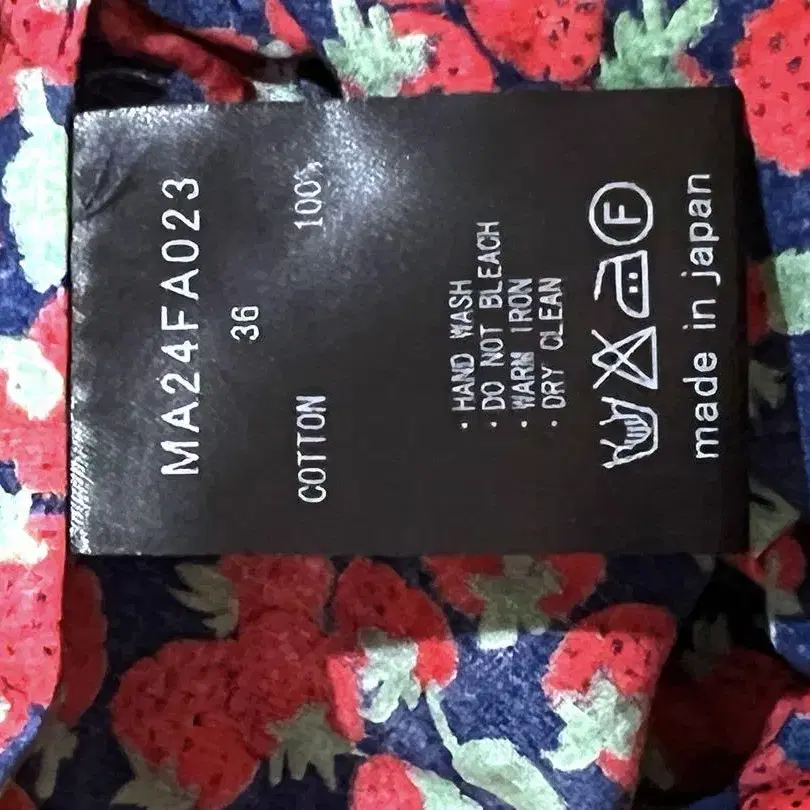 MA24FA023
36
COTTON 100%
· HAND WASH
· DO NOT BLEACH
· WARM IRON
· DRY CLEAN
F
made in japan